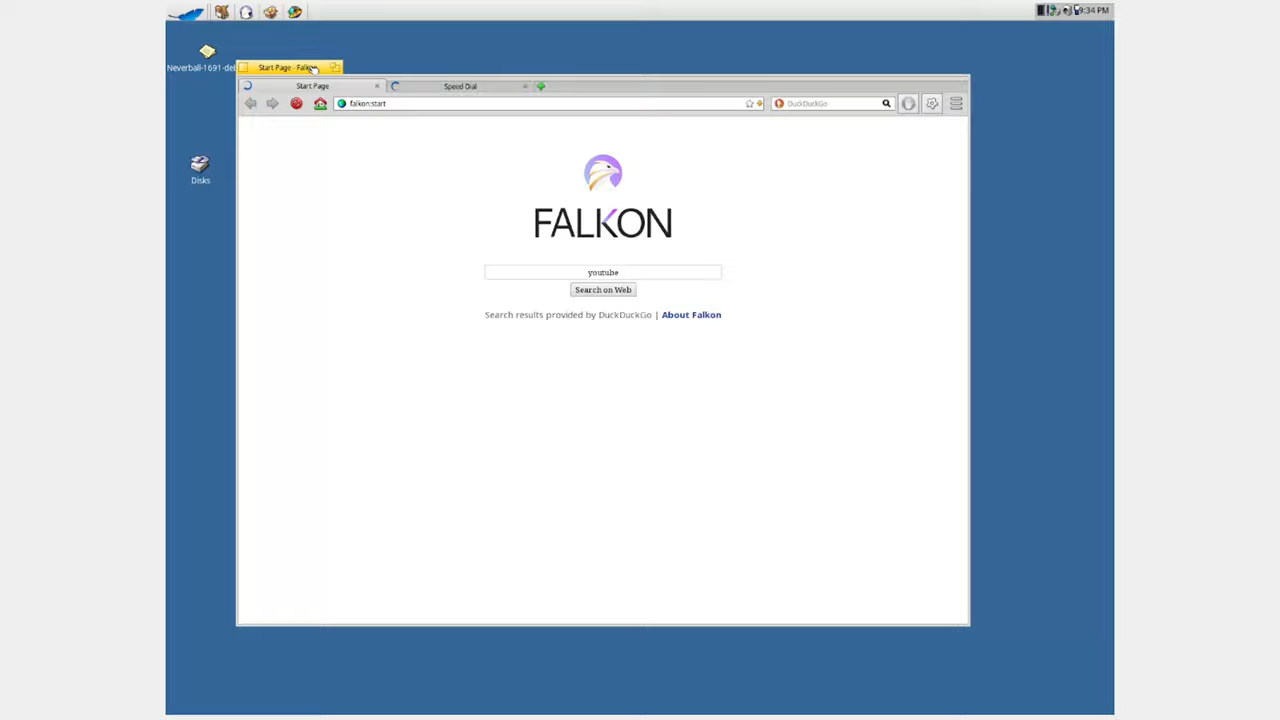 9:34 PM
Neverball-1691-del
Start Page - Falkon
Start Page
Speed Dial
falkon:start
DuckDuckGo
FALKON
youtube
Search on Web
Search results provided by DuckDuckGo | About Falkon
Disks